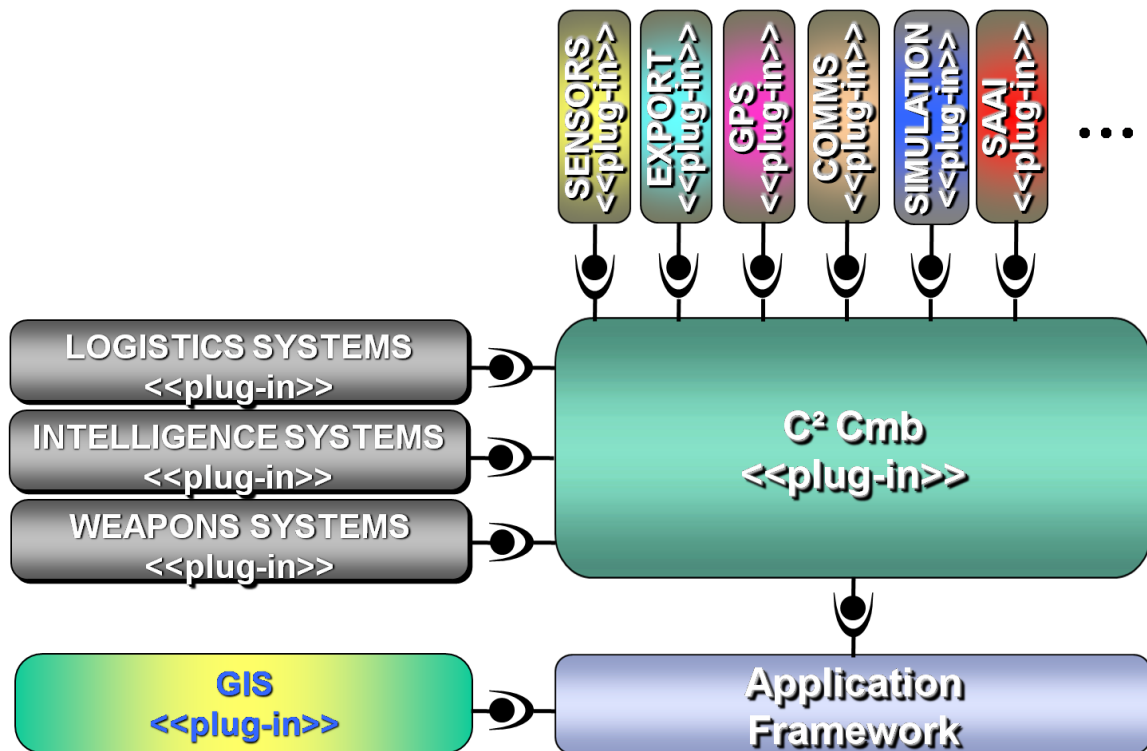 SENSORS
<<plug-in>>
EXPORT
<<plug-in>>
GPS
<<plug-in>>
COMMS
<<plug-in>>
SIMULATION
<<plug-in>>
SAAI
<<plug-in>>
...
LOGISTICS SYSTEMS
<<plug-in>>
INTELLIGENCE SYSTEMS
<<plug-in>>
WEAPONS SYSTEMS
<<plug-in>>
C² Cmb
<<plug-in>>
GIS
<<plug-in>>
Application
Framework